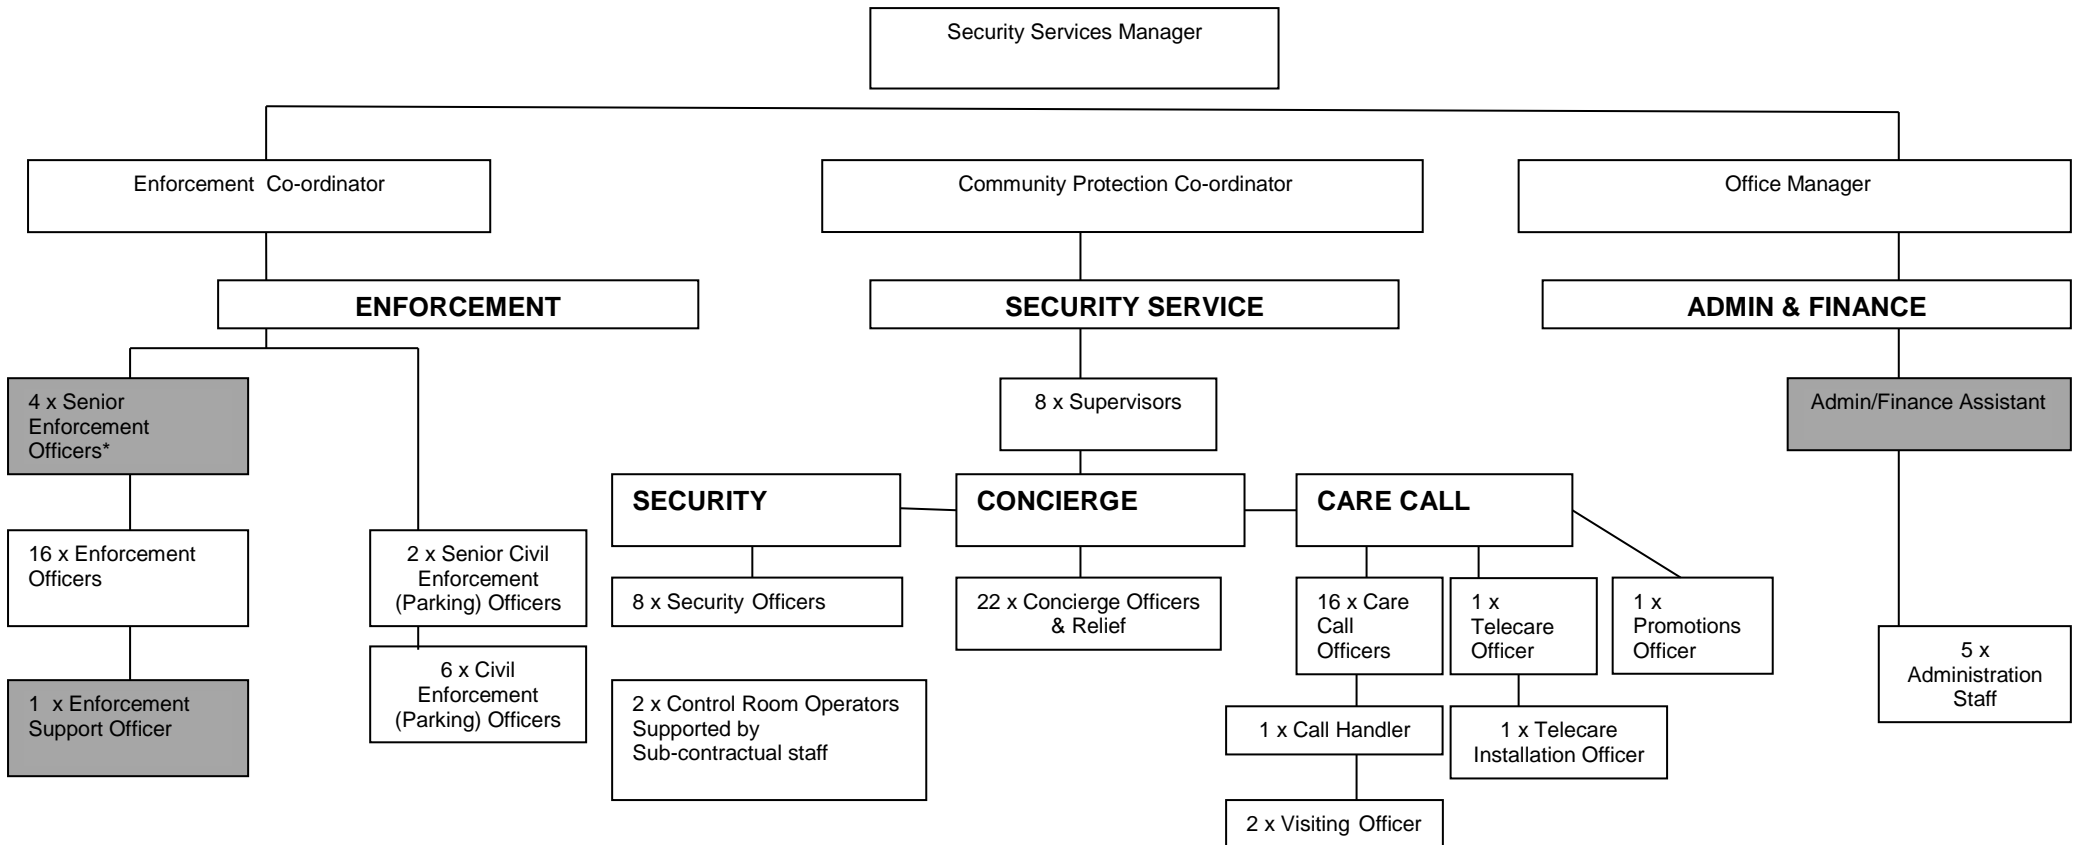 Security Services Manager
Enforcement Co-ordinator
Community Protection Co-ordinator
Office Manager
ENFORCEMENT
SECURITY SERVICE
ADMIN & FINANCE
4 x Senior
Enforcement
Officers*
8 x Supervisors
Admin/Finance Assistant
SECURITY
CONCIERGE
CARE CALL
16 x Enforcement
Officers
2 x Senior Civil
Enforcement
(Parking) Officers
8 x Security Officers
22 x Concierge Officers
& Relief
16 x Care
Call
Officers
1 x
Telecare
Officer
1 x
Promotions
Officer
5 x
Administration
Staff
1 x Enforcement
Support Officer
6 x Civil
Enforcement
(Parking) Officers
2 x Control Room Operators
Supported by
Sub-contractual staff
1 x Call Handler
1 x Telecare
Installation Officer
2 x Visiting Officer